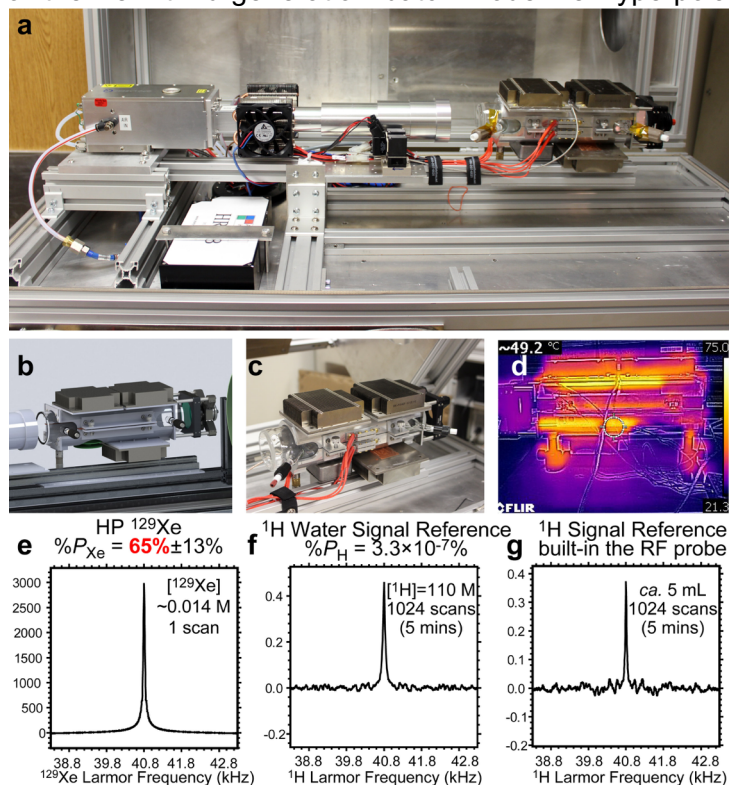 a
b
c
d
~49.2 °C
75.0
21.3
FLIR
HP ¹²⁹Xe
%P_Xe = 65%±13%
e
[¹²⁹Xe]
~0.014 M
1 scan
3000
2500
2000
1500
1000
500
0
38.8 39.8 40.8 41.8 42.8
¹²⁹Xe Larmor Frequency (kHz)
¹H Water Signal Reference
%P_H = 3.3×10⁻⁷%
f
[¹H]=110 M
1024 scans
(5 mins)
0.4
0.2
0.0
-0.2
38.8 39.8 40.8 41.8 42.8
¹H Larmor Frequency (kHz)
¹H Signal Reference
built-in the RF probe
g
ca. 5 mL
1024 scans
(5 mins)
0.4
0.3
0.2
0.1
0.0
-0.1
-0.2
38.8 39.8 40.8 41.8 42.8
¹H Larmor Frequency (kHz)